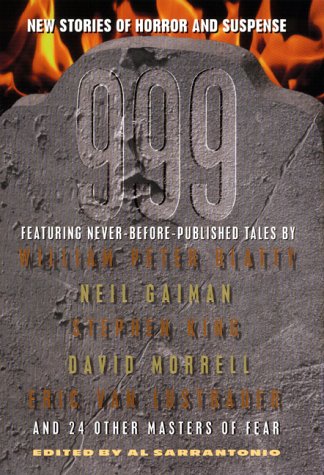 NEW STORIES OF HORROR AND SUSPENSE
999
FEATURING NEVER-BEFORE-PUBLISHED TALES BY
WILLIAM PETER BLATTY
NEIL GAIMAN
STEPHEN KING
DAVID MORRELL
ERIC VAN LUSTBADER
AND 24 OTHER MASTERS OF FEAR
EDITED BY AL SARRANTONIO